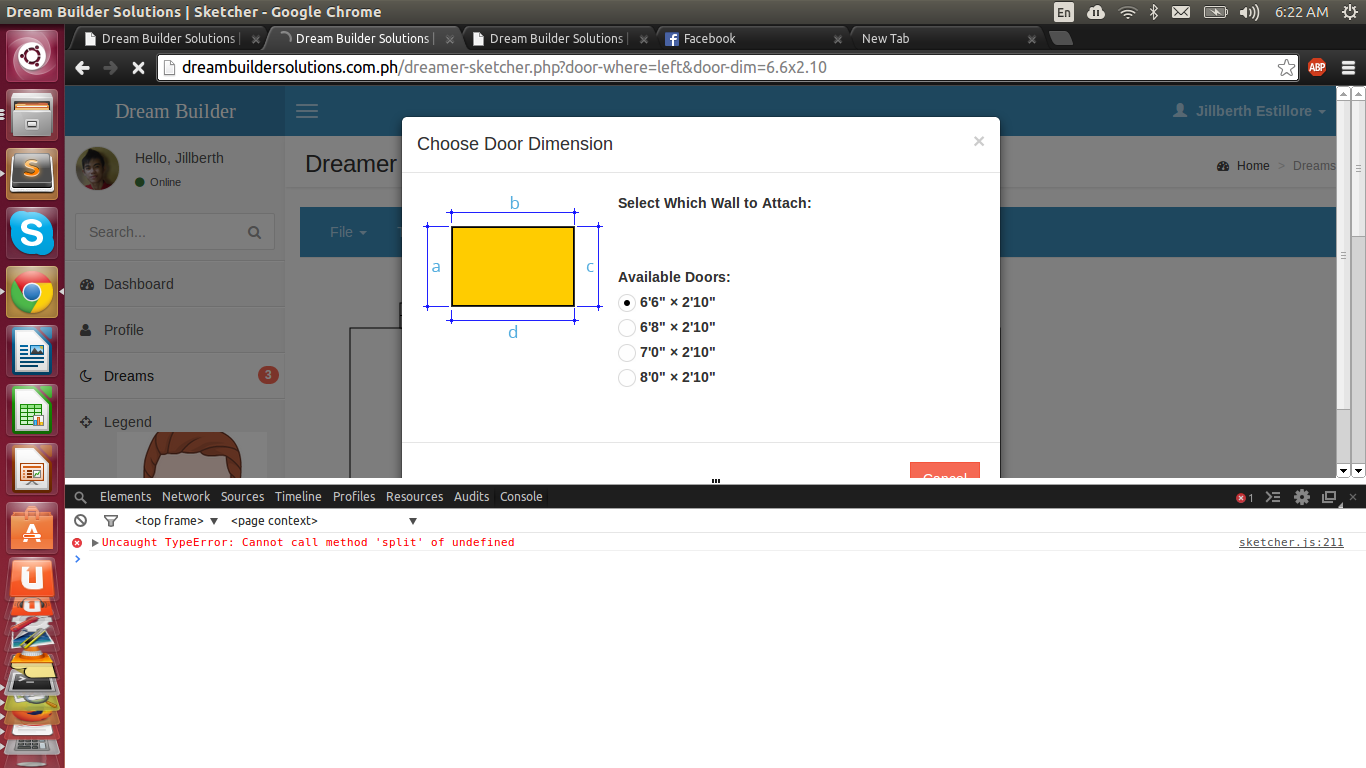 Dream Builder Solutions | Sketcher - Google Chrome
En
6:22 AM
Dream Builder Solutions |
Dream Builder Solutions |
Dream Builder Solutions |
Facebook
New Tab
dreambuildersolutions.com.ph/dreamer-sketcher.php?door-where=left&door-dim=6.6x2.10
ABP
Dream Builder
Jillberth Estillore
Hello, Jillberth
Online
Search...
Dashboard
Profile
Dreams
3
Legend
Dreamer
Home > Dreams
File
Choose Door Dimension
×
b
a
c
d
Select Which Wall to Attach:
Available Doors:
6'6" × 2'10"
6'8" × 2'10"
7'0" × 2'10"
8'0" × 2'10"
Cancel
Elements Network Sources Timeline Profiles Resources Audits Console
1
<top frame> ▼ <page context> ▼
Uncaught TypeError: Cannot call method 'split' of undefined
sketcher.js:211